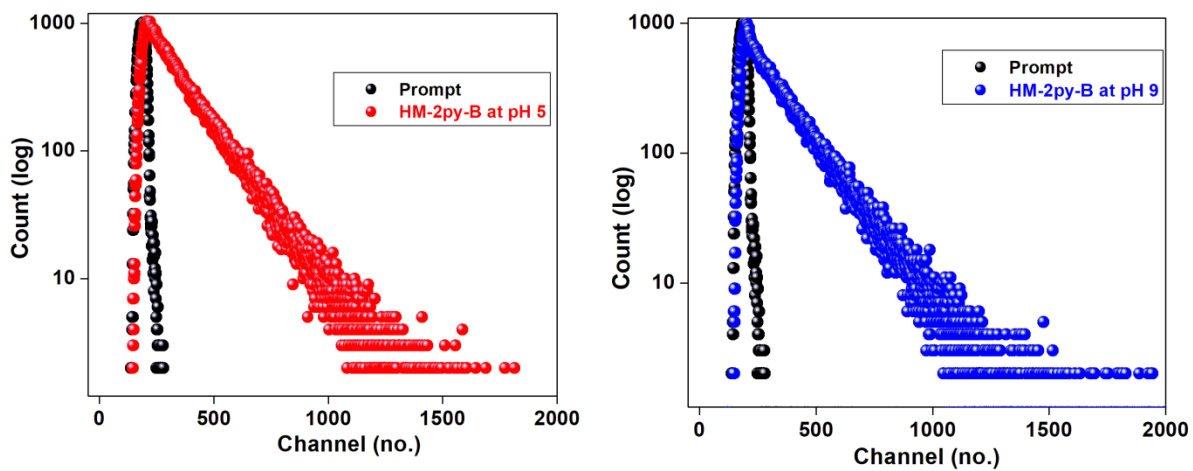 1000
100
10
Count (log)
Prompt
HM-2py-B at pH 5
0
500
1000
1500
2000
Channel (no.)
1000
100
10
Count (log)
Prompt
HM-2py-B at pH 9
0
500
1000
1500
2000
Channel (no.)